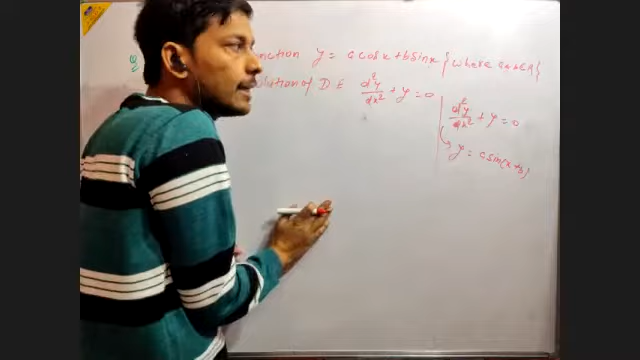 Q nction y = a cos x + b sin x {where a, b ∈ R}
lution of D.E d²y/dx² + y = 0
d²y/dx² + y = 0
y = a sin(x + b)